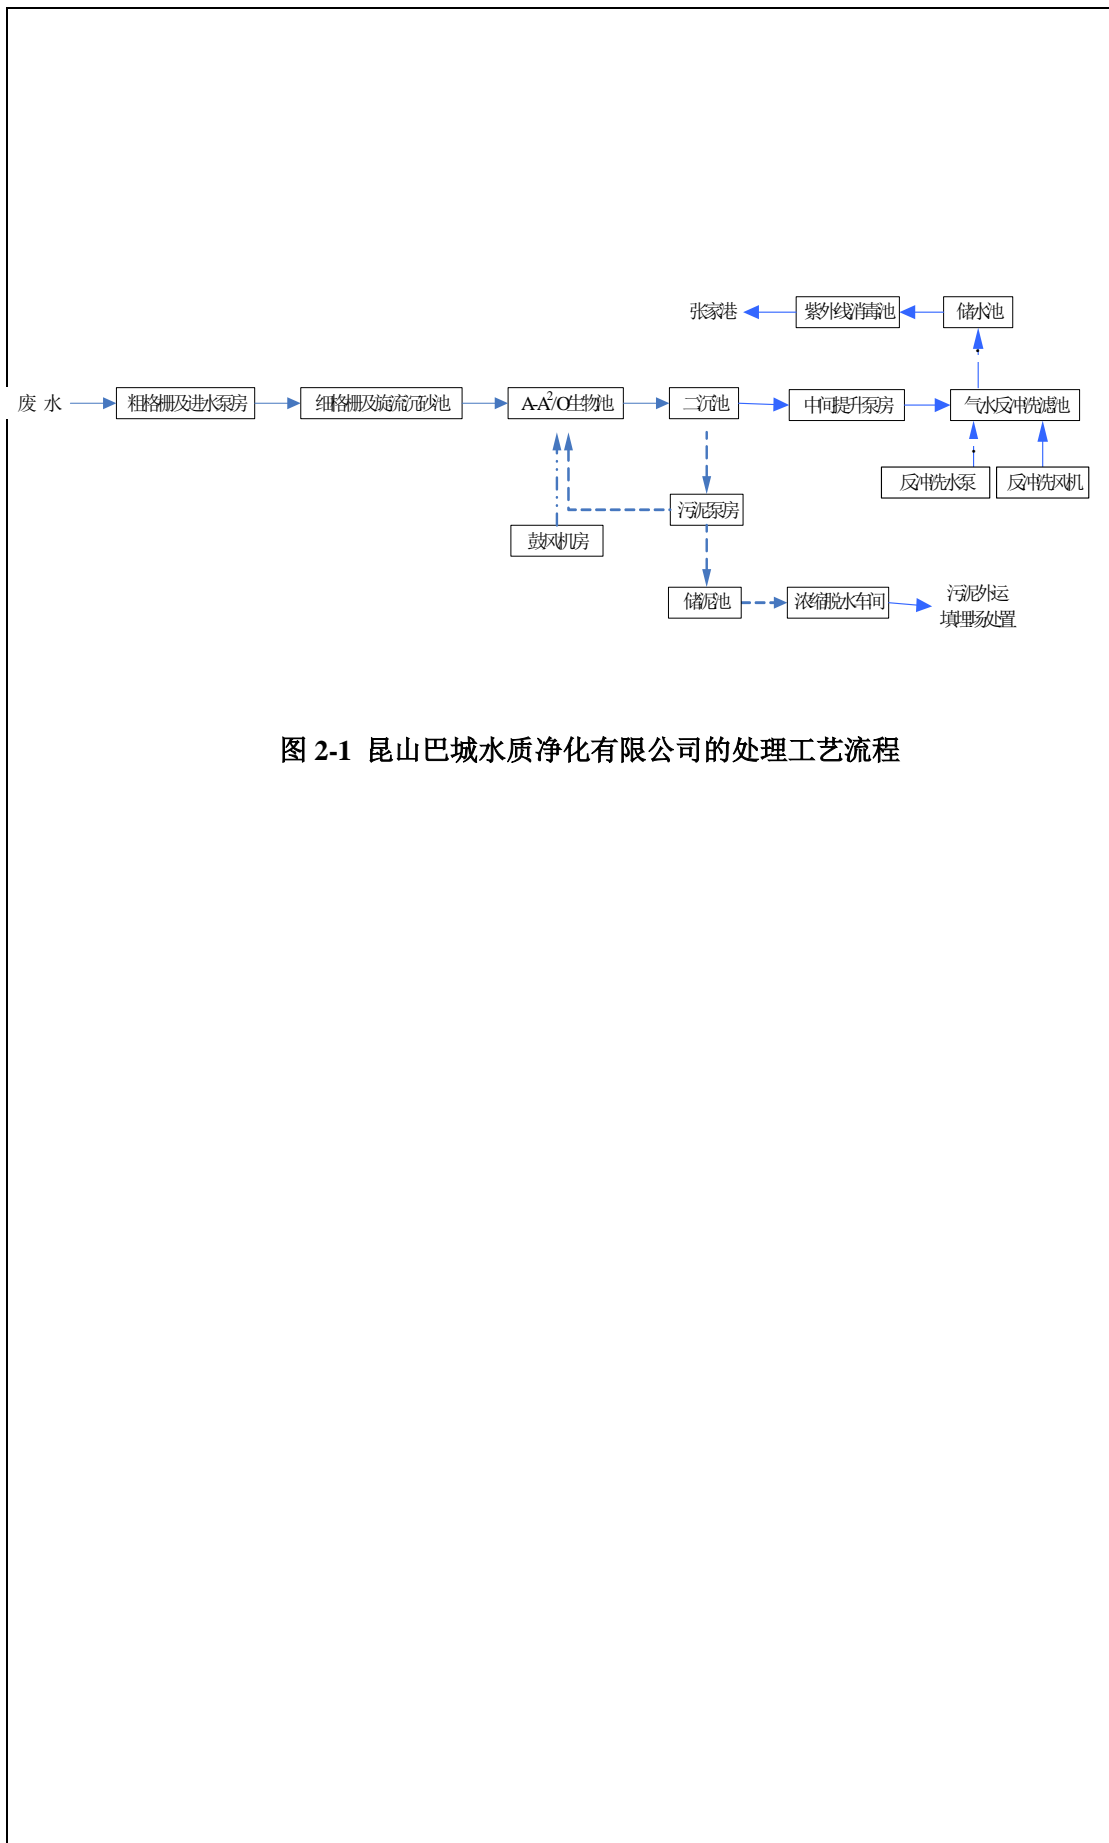 张家港
紫外线消毒池
储水池
废 水
粗格栅及进水泵房
细格栅及旋流沉砂池
A-A²/O生物池
二沉池
中间提升泵房
气水反冲洗滤池
反冲洗水泵
反冲洗风机
污泥泵房
鼓风机房
储泥池
浓缩脱水车间
污泥外运
填埋场处置
图 2-1 昆山巴城水质净化有限公司的处理工艺流程